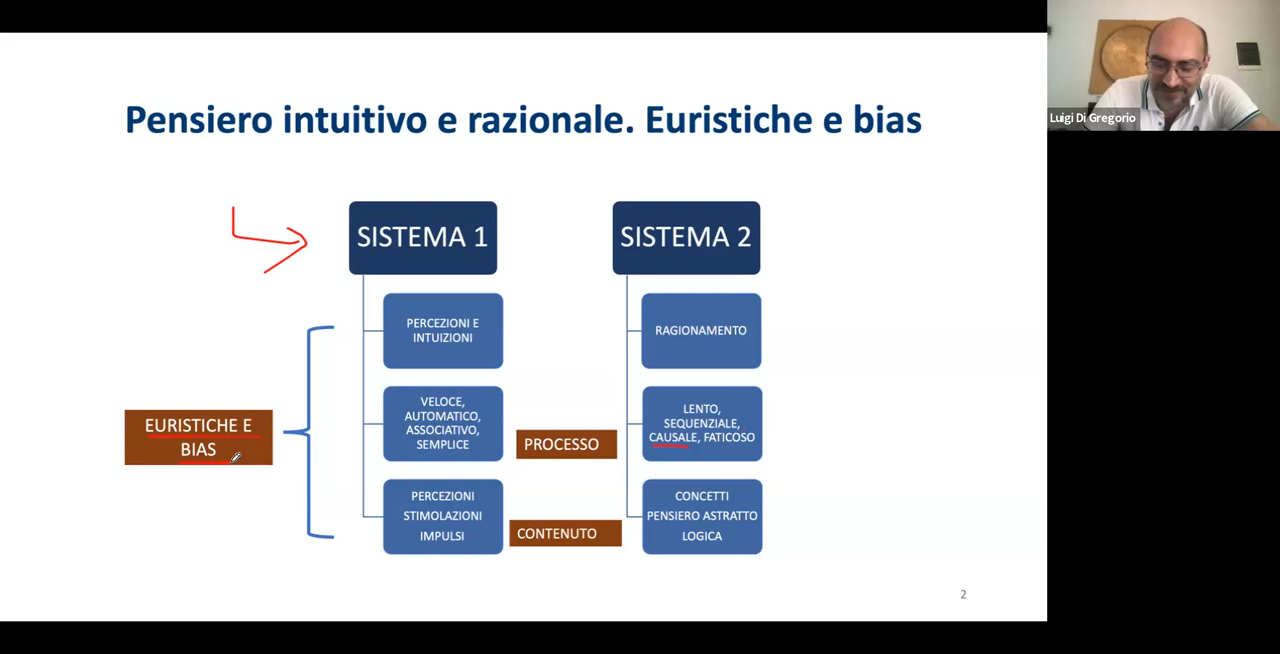 Luigi Di Gregorio
Pensiero intuitivo e razionale. Euristiche e bias
SISTEMA 1
PERCEZIONI E
INTUIZIONI
VELOCE,
AUTOMATICO,
ASSOCIATIVO,
SEMPLICE
PERCEZIONI
STIMOLAZIONI
IMPULSI
EURISTICHE E
BIAS
PROCESSO
CONTENUTO
SISTEMA 2
RAGIONAMENTO
LENTO,
SEQUENZIALE,
CAUSALE, FATICOSO
CONCETTI
PENSIERO ASTRATTO
LOGICA
2